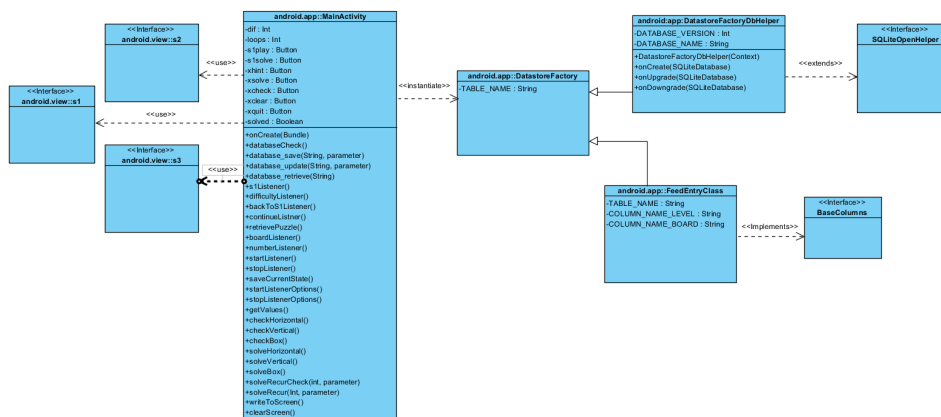 <<Interface>>
android.view::s2
<<use>>
<<Interface>>
android.view::s1
<<use>>
<<Interface>>
android.view::s3
<<use>>
android.app::MainActivity
-dif : Int
-loops : Int
-s1play : Button
-s1solve : Button
-xhint : Button
-xsolve : Button
-xcheck : Button
-xclear : Button
-xquit : Button
-solved : Boolean
+onCreate(Bundle)
+databaseCheck()
+database_save(String, parameter)
+database_update(String, parameter)
+database_retrieve(String)
+s1Listener()
+difficultyListener()
+backToS1Listener()
+continueListner()
+retrievePuzzle()
+boardListener()
+numberListener()
+startListener()
+stopListener()
+saveCurrentState()
+startListenerOptions()
+stopListenerOptions()
+getValues()
+checkHorizontal()
+checkVertical()
+checkBox()
+solveHorizontal()
+solveVertical()
+solveBox()
+solveRecurCheck(int, parameter)
+solveRecur(Int, parameter)
+writeToScreen()
+clearScreen()
<<instantiate>>
android.app::DatastoreFactory
-TABLE_NAME : String
android:app:DatastoreFactoryDbHelper
-DATABASE_VERSION : Int
-DATABASE_NAME : String
+DatastoreFactoryDbHelper(Context)
+onCreate(SQLiteDatabase)
+onUpgrade(SQLiteDatabase)
+onDowngrade(SQLiteDatabase)
<<extends>>
<<Interface>>
SQLiteOpenHelper
android.app::FeedEntryClass
-TABLE_NAME : String
-COLUMN_NAME_LEVEL : String
-COLUMN_NAME_BOARD : String
<<Implements>>
<<Interface>>
BaseColumns